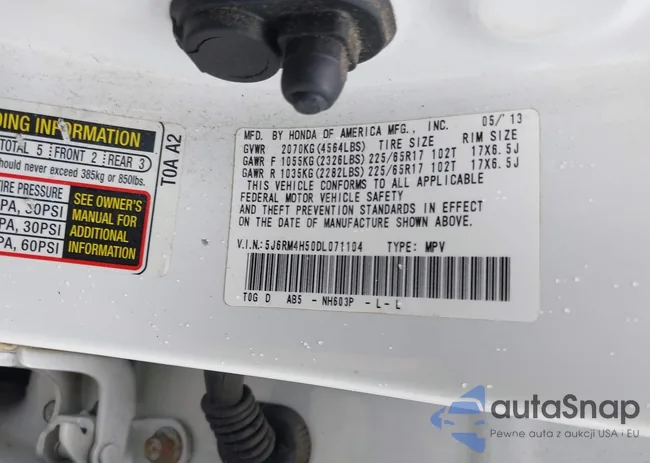 DING INFORMATION
TOTAL 5 FRONT 2 REAR 3
hould never exceed 385kg or 850lbs.
TIRE PRESSURE
PA, 30PSI
PA, 30PSI
PA, 60PSI
SEE OWNER'S
MANUAL FOR
ADDITIONAL
INFORMATION
T0A A2
MFD. BY HONDA OF AMERICA MFG., INC. 05/'13
GVWR 2070KG(4564LBS) TIRE SIZE RIM SIZE
GAWR F 1055KG(2326LBS) 225/65R17 102T 17X6.5J
GAWR R 1035KG(2282LBS) 225/65R17 102T 17X6.5J
THIS VEHICLE CONFORMS TO ALL APPLICABLE
FEDERAL MOTOR VEHICLE SAFETY
AND THEFT PREVENTION STANDARDS IN EFFECT
ON THE DATE OF MANUFACTURE SHOWN ABOVE.
V.I.N:5J6RM4H50DL071104 TYPE: MPV
T0G D AB5 - NH603P - L- L
autaSnap
Pewne auta z aukcji USA i EU